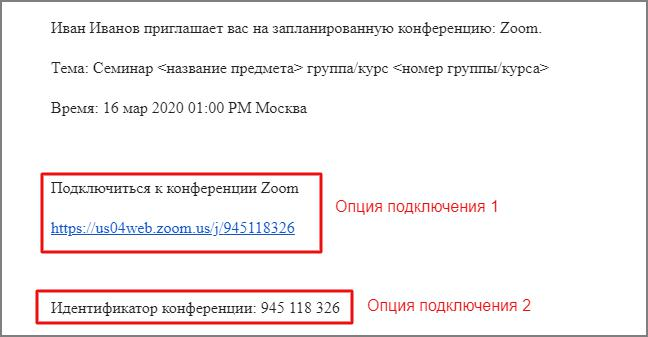 Иван Иванов приглашает вас на запланированную конференцию: Zoom.
Тема: Семинар <название предмета> группа/курс <номер группы/курса>
Время: 16 мар 2020 01:00 PM Москва
Подключиться к конференции Zoom
Опция подключения 1
https://us04web.zoom.us/j/945118326
Идентификатор конференции: 945 118 326
Опция подключения 2